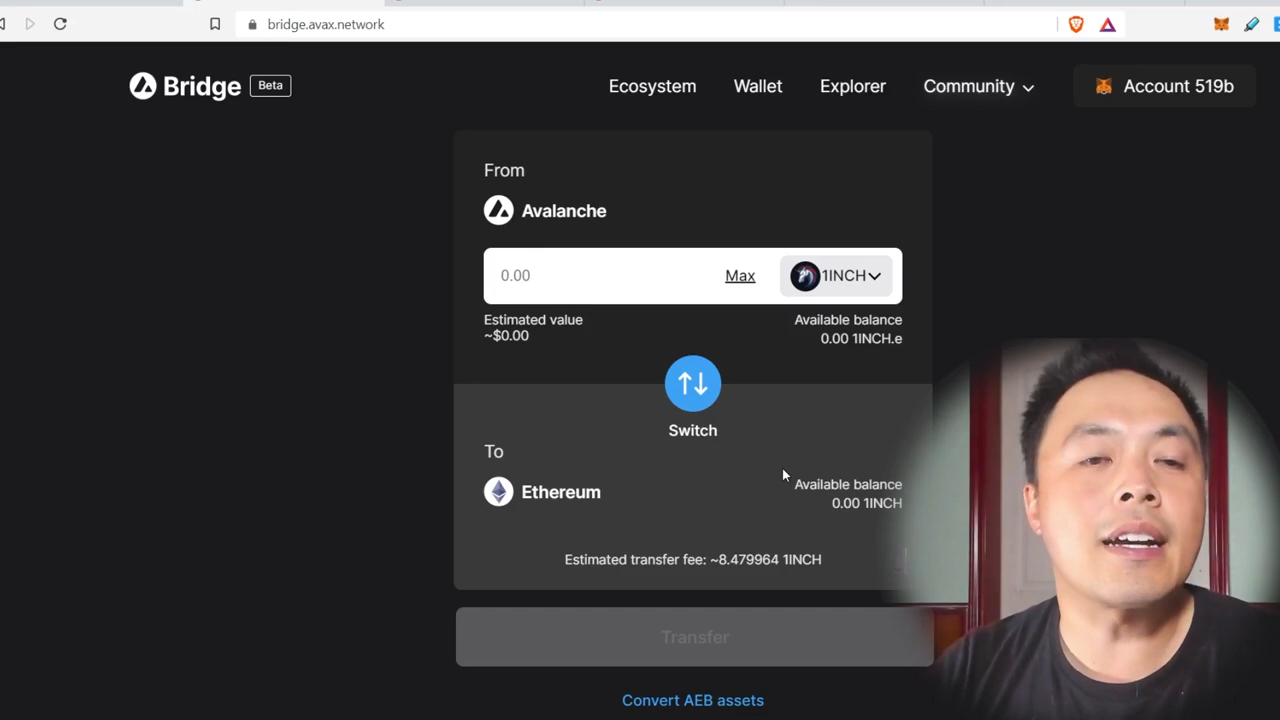 bridge.avax.network
Bridge Beta Ecosystem Wallet Explorer Community Account 519b
From
Avalanche
0.00 Max 1INCH
Estimated value Available balance
~$0.00 0.00 1INCH.e
Switch
To
Ethereum
Available balance
0.00 1INCH
Estimated transfer fee: ~8.479964 1INCH
Transfer
Convert AEB assets